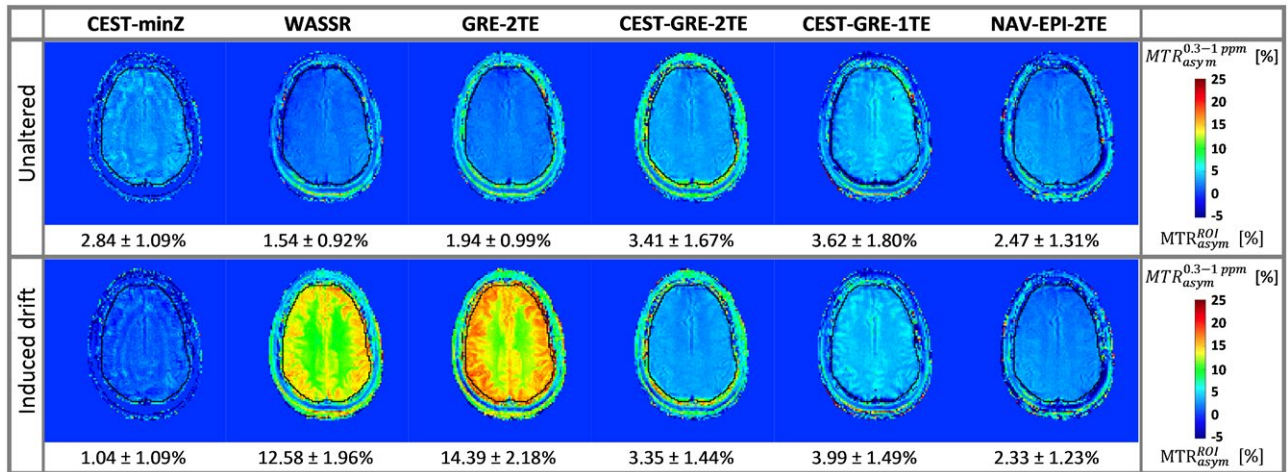 CEST-minZ WASSR GRE-2TE CEST-GRE-2TE CEST-GRE-1TE NAV-EPI-2TE
Unaltered
MTR_{asym}^{0.3−1 ppm} [%]
25
20
15
10
5
0
-5
2.84 ± 1.09% 1.54 ± 0.92% 1.94 ± 0.99% 3.41 ± 1.67% 3.62 ± 1.80% 2.47 ± 1.31% MTR_{asym}^{ROI} [%]
Induced drift
MTR_{asym}^{0.3−1 ppm} [%]
25
20
15
10
5
0
-5
1.04 ± 1.09% 12.58 ± 1.96% 14.39 ± 2.18% 3.35 ± 1.44% 3.99 ± 1.49% 2.33 ± 1.23% MTR_{asym}^{ROI} [%]